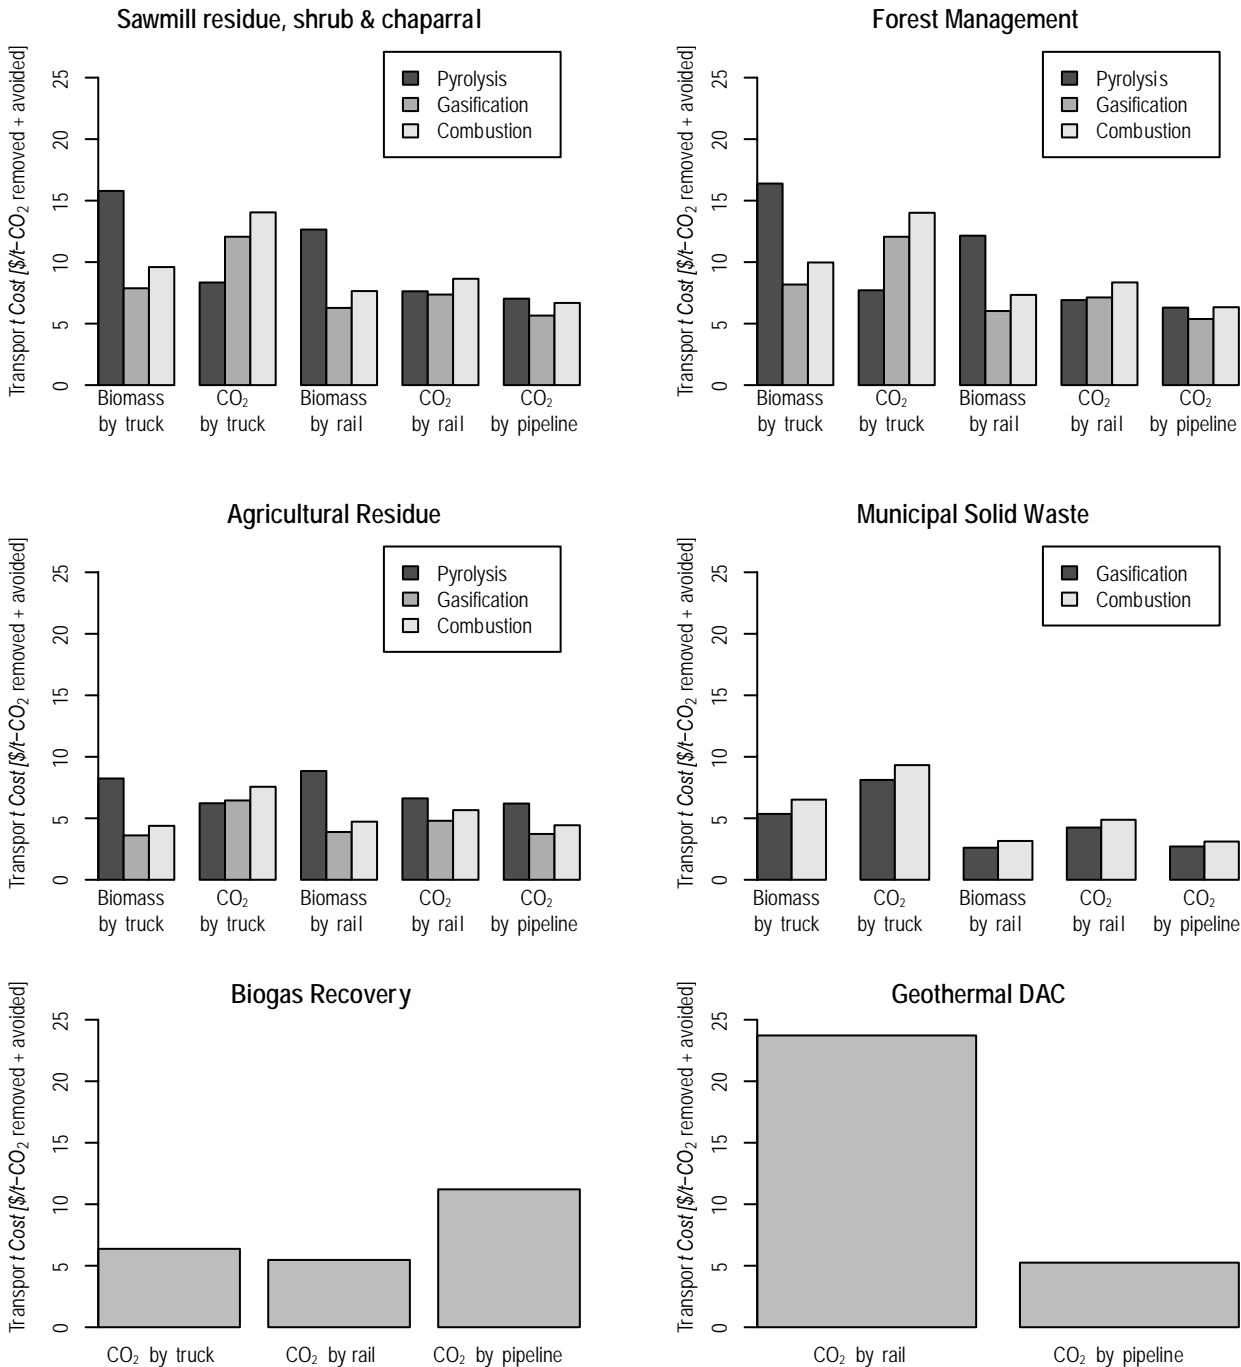 Sawmill residue, shrub & chaparral
Transport Cost [$/t−CO₂ removed + avoided]
0 5 10 15 20 25
Pyrolysis
Gasification
Combustion
Biomass by truck
CO₂ by truck
Biomass by rail
CO₂ by rail
CO₂ by pipeline
Forest Management
Transport Cost [$/t−CO₂ removed + avoided]
0 5 10 15 20 25
Pyrolysis
Gasification
Combustion
Biomass by truck
CO₂ by truck
Biomass by rail
CO₂ by rail
CO₂ by pipeline
Agricultural Residue
Transport Cost [$/t−CO₂ removed + avoided]
0 5 10 15 20 25
Pyrolysis
Gasification
Combustion
Biomass by truck
CO₂ by truck
Biomass by rail
CO₂ by rail
CO₂ by pipeline
Municipal Solid Waste
Transport Cost [$/t−CO₂ removed + avoided]
0 5 10 15 20 25
Gasification
Combustion
Biomass by truck
CO₂ by truck
Biomass by rail
CO₂ by rail
CO₂ by pipeline
Biogas Recovery
Transport Cost [$/t−CO₂ removed + avoided]
0 5 10 15 20 25
CO₂ by truck
CO₂ by rail
CO₂ by pipeline
Geothermal DAC
Transport Cost [$/t−CO₂ removed + avoided]
0 5 10 15 20 25
CO₂ by rail
CO₂ by pipeline